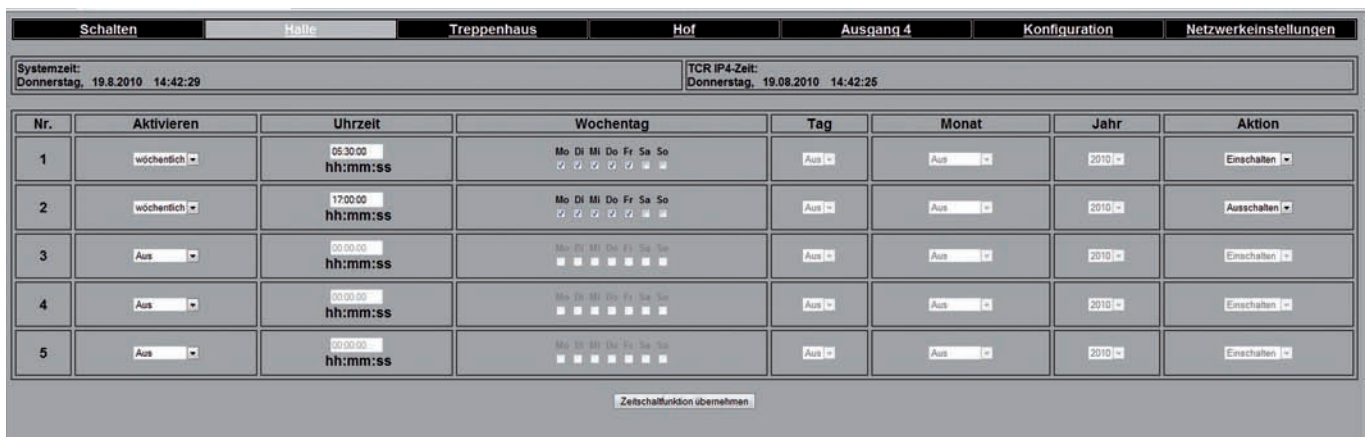 Schalten Halle Treppenhaus Hof Ausgang 4 Konfiguration Netzwerkeinstellungen
Systemzeit: TCR IP4-Zeit:
Donnerstag, 19.8.2010 14:42:29 Donnerstag, 19.08.2010 14:42:25
Nr. Aktivieren Uhrzeit Wochentag Tag Monat Jahr Aktion
1 wöchentlich 05:30:00 Mo Di Mi Do Fr Sa So Aus Aus 2010 Einschalten
hh:mm:ss
2 wöchentlich 17:00:00 Mo Di Mi Do Fr Sa So Aus Aus 2010 Ausschalten
hh:mm:ss
3 Aus 00:00:00 Mo Di Mi Do Fr Sa So Aus Aus 2010 Einschalten
hh:mm:ss
4 Aus 00:00:00 Mo Di Mi Do Fr Sa So Aus Aus 2010 Einschalten
hh:mm:ss
5 Aus 00:00:00 Mo Di Mi Do Fr Sa So Aus Aus 2010 Einschalten
hh:mm:ss
Zeitschaltfunktion übernehmen